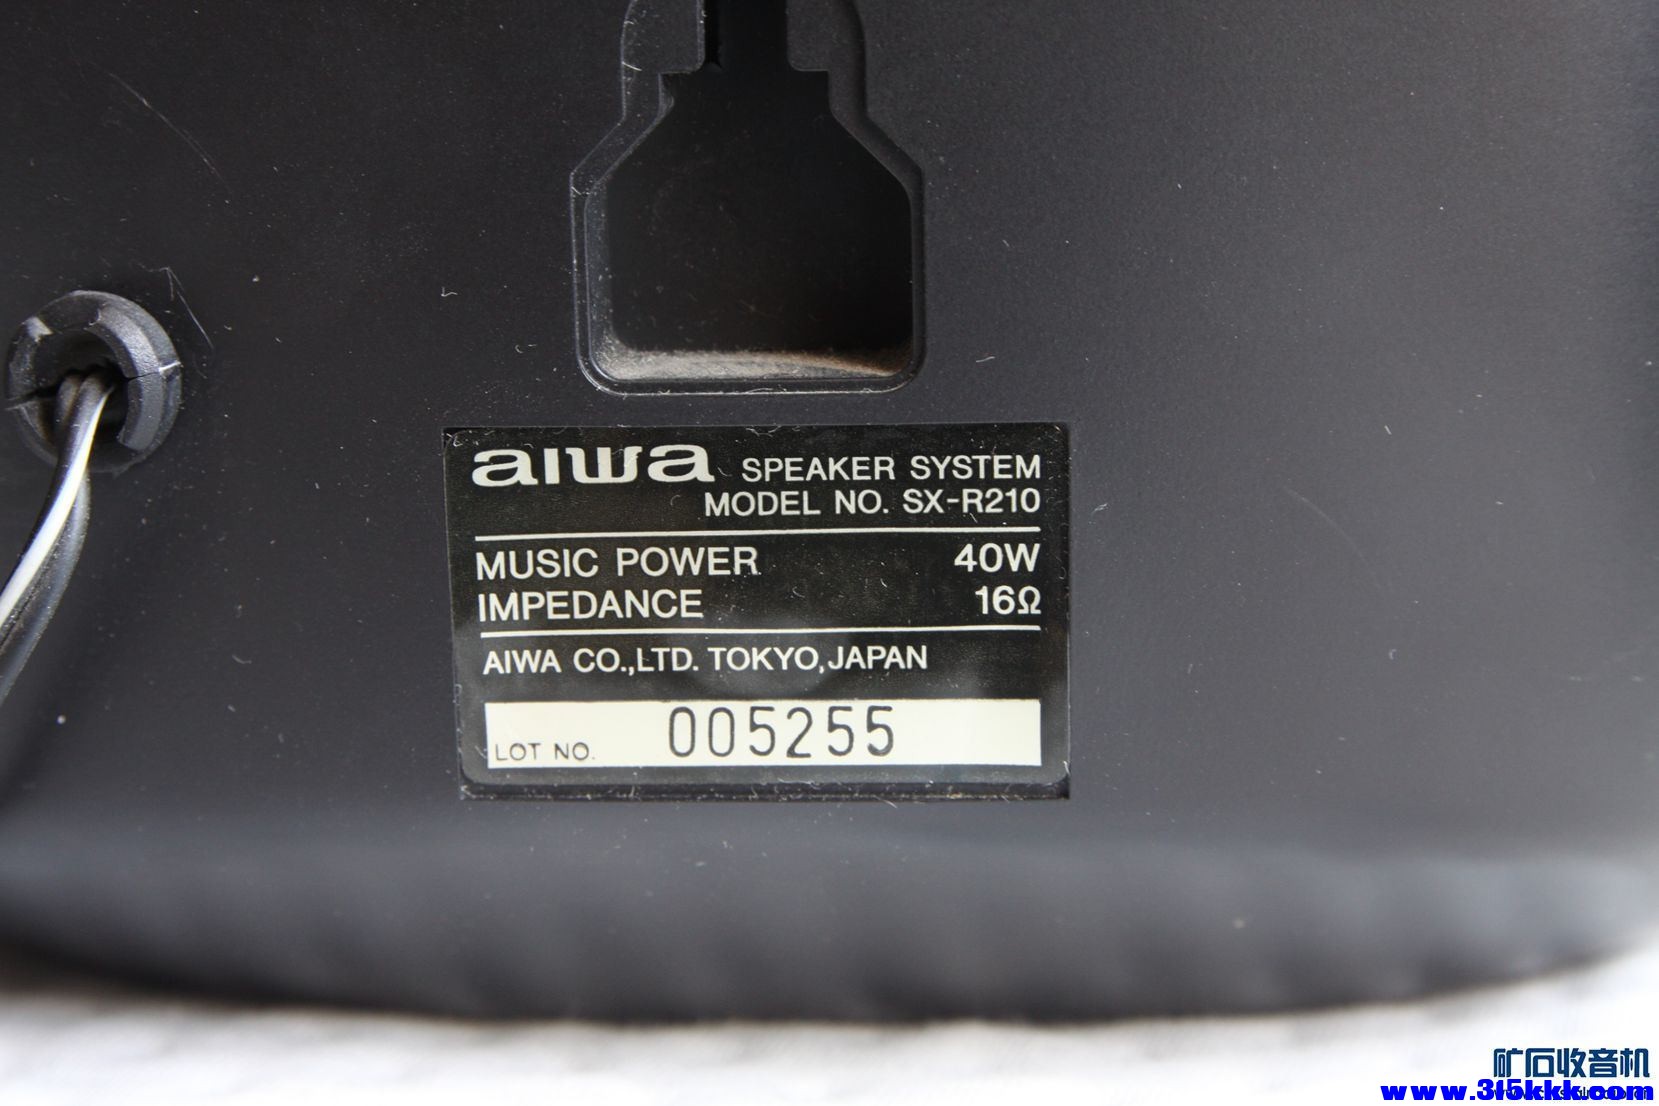 aiwa SPEAKER SYSTEM
MODEL NO. SX-R210
MUSIC POWER 40W
IMPEDANCE 16Ω
AIWA CO.,LTD. TOKYO,JAPAN
LOT NO. 005255
矿石收音机
www.3f5kkk.com